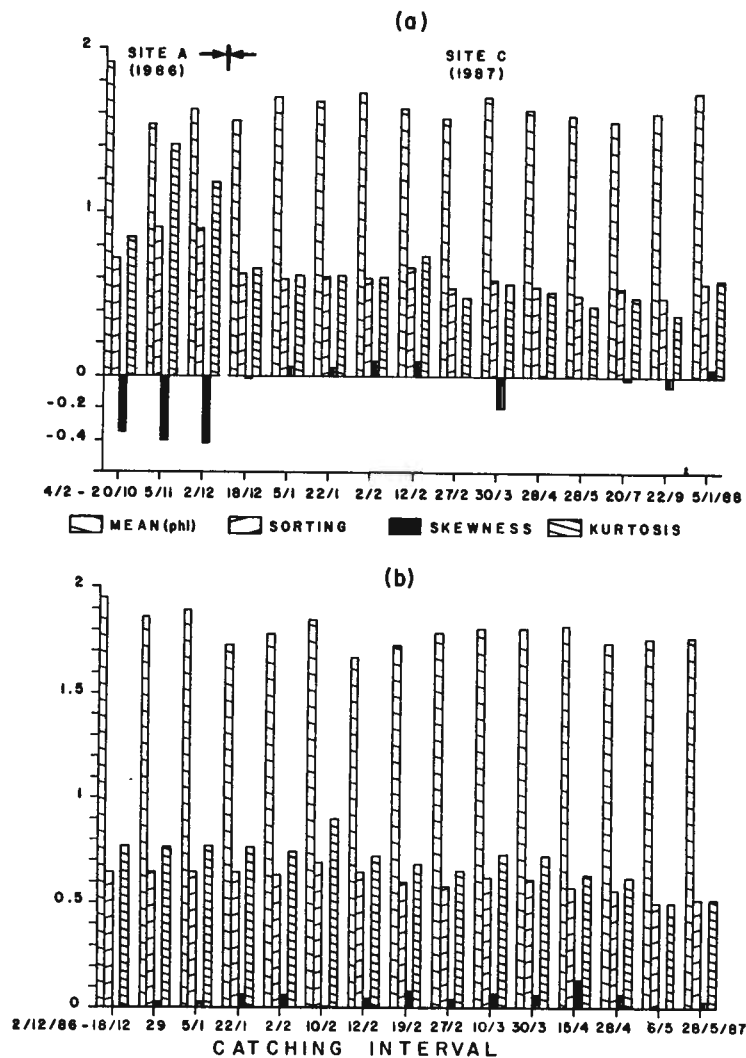 (a)
2
SITE A
(1986)
SITE C
(1987)
1
0
-0.2
-0.4
4/2 - 20/10 5/11 2/12 18/12 5/1 22/1 2/2 12/2 27/2 30/3 28/4 28/5 20/7 22/9 5/1/88
MEAN (phi) SORTING SKEWNESS KURTOSIS
(b)
2
1.5
1
0.5
0
2/12/86 -18/12 29 5/1 22/1 2/2 10/2 12/2 19/2 27/2 10/3 30/3 15/4 28/4 6/5 28/5/87
CATCHING INTERVAL